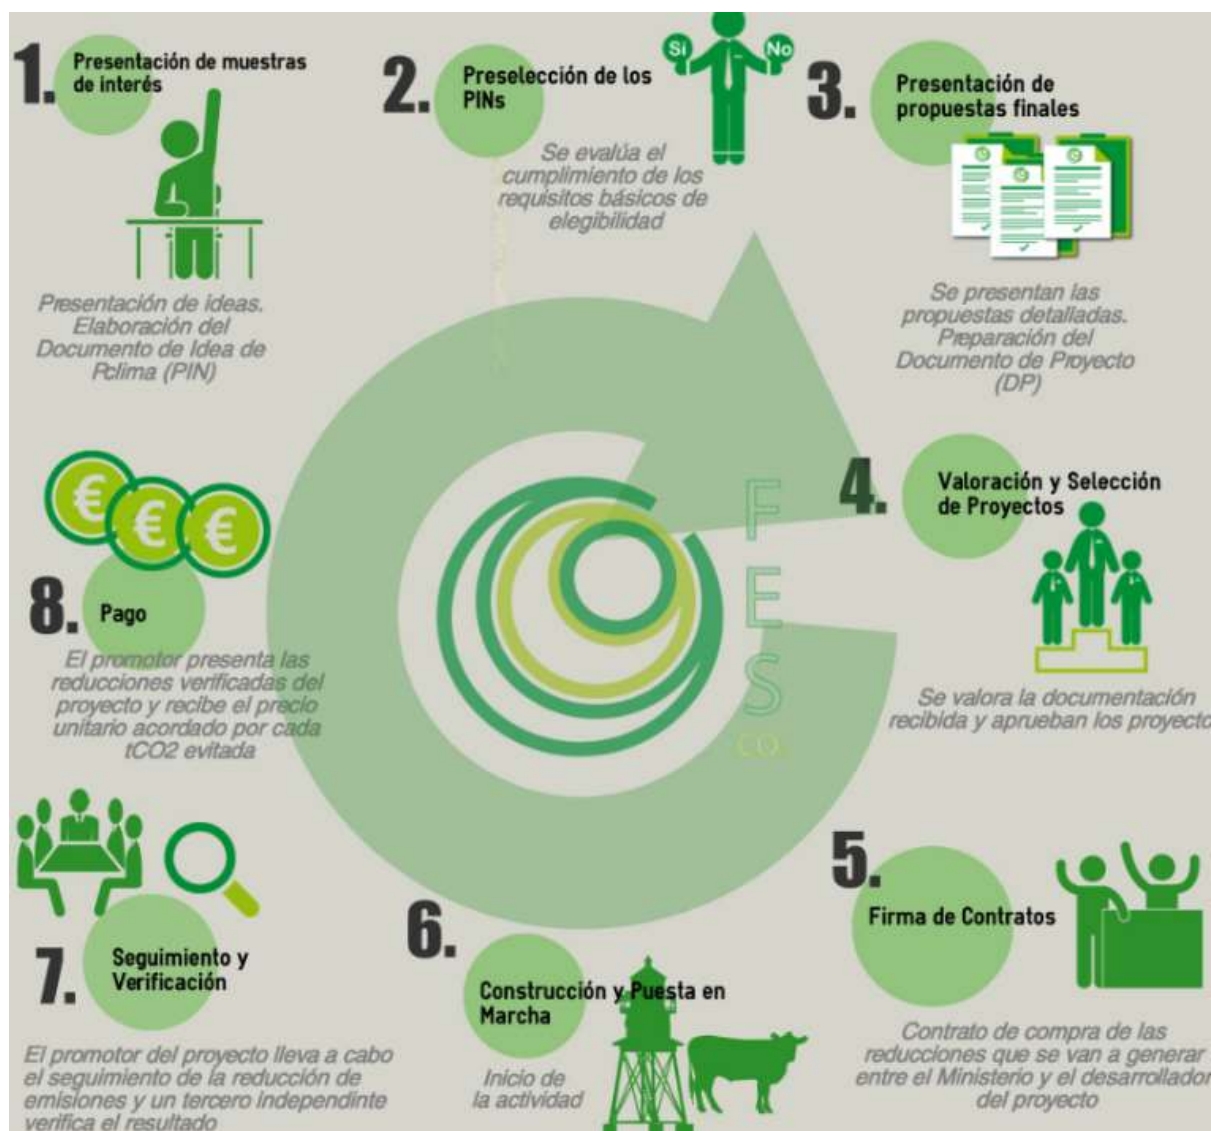 1.
Presentación de muestras
de interés
Presentación de ideas.
Elaboración del
Documento de Idea de
Pclima (PIN)
2.
Preselección de los
PINs
Sí
No
Se evalúa el
cumplimiento de los
requisitos básicos de
elegibilidad
3.
Presentación de
propuestas finales
Se presentan las
propuestas detalladas.
Preparación del
Documento de Proyecto
(DP)
4.
Valoración y Selección
de Proyectos
Se valora la documentación
recibida y aprueban los proyecto
5.
Firma de Contratos
Contrato de compra de las
reducciones que se van a generar
entre el Ministerio y el desarrollador
del proyecto
6.
Construcción y Puesta en
Marcha
Inicio de
la actividad
7.
Seguimiento y
Verificación
El promotor del proyecto lleva a cabo
el seguimiento de la reducción de
emisiones y un tercero independinte
verifica el resultado
8.
Pago
€
€
€
El promotor presenta las
reducciones verificadas del
proyecto y recibe el precio
unitario acordado por cada
tCO2 evitada
F
E
S
CO₂